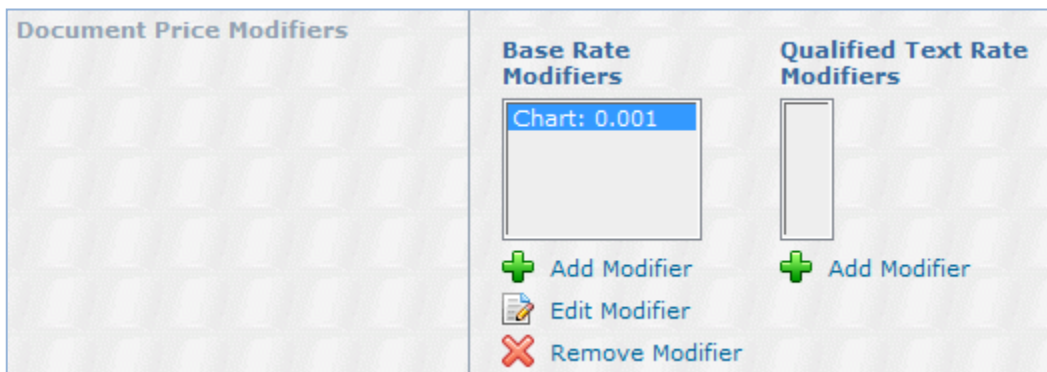 Document Price Modifiers
Base Rate
Modifiers
Chart: 0.001
Add Modifier
Edit Modifier
Remove Modifier
Qualified Text Rate
Modifiers
Add Modifier